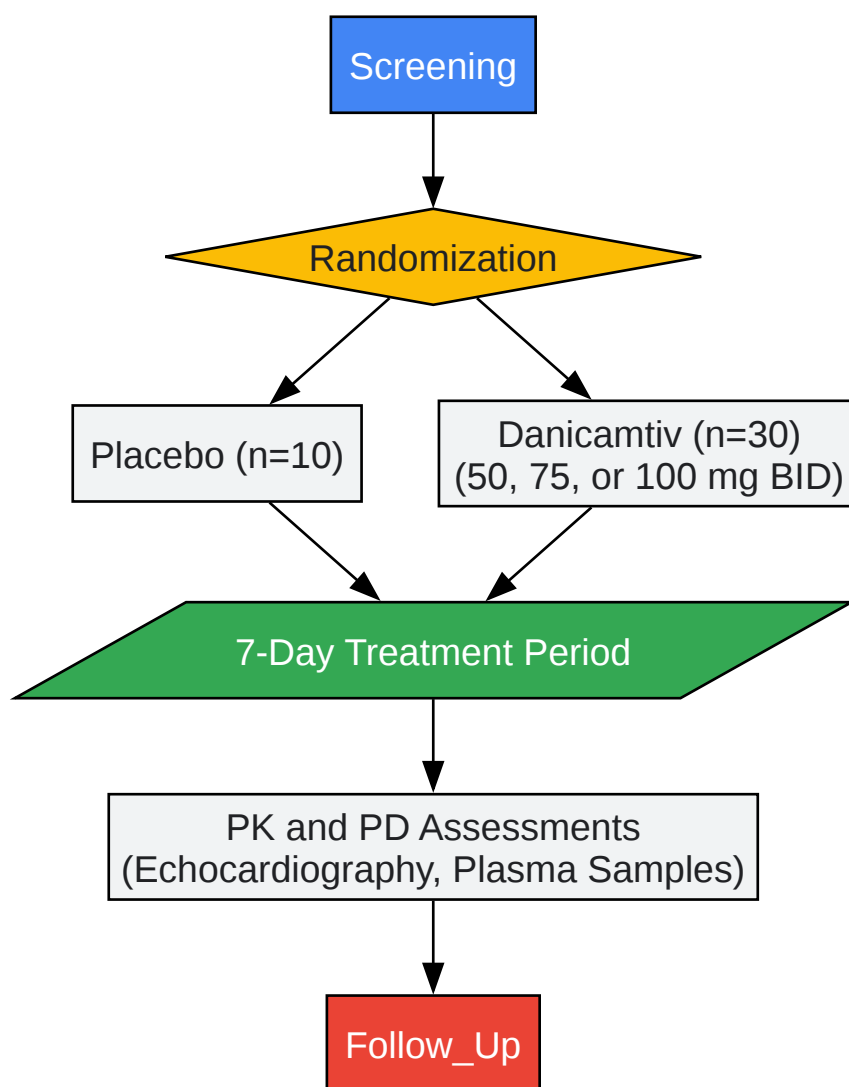 Screening
Randomization
Placebo (n=10)
Danicamtiv (n=30)
(50, 75, or 100 mg BID)
7-Day Treatment Period
PK and PD Assessments
(Echocardiography, Plasma Samples)
Follow_Up